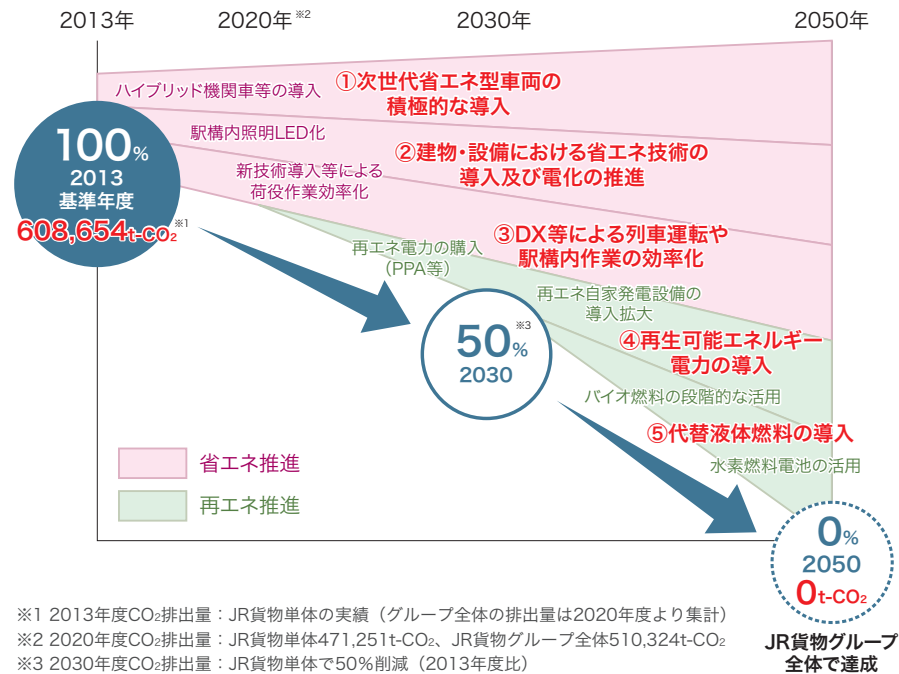 2013年
2020年※2
2030年
2050年
ハイブリッド機関車等の導入
①次世代省エネ型車両の
積極的な導入
駅構内照明LED化
②建物・設備における省エネ技術の
導入及び電化の推進
新技術導入等による
荷役作業効率化
100%
2013
基準年度
608,654t-CO₂※1
③DX等による列車運転や
駅構内作業の効率化
再エネ電力の購入
（PPA等）
再エネ自家発電設備の
導入拡大
50%※3
2030
④再生可能エネルギー
電力の導入
バイオ燃料の段階的な活用
⑤代替液体燃料の導入
水素燃料電池の活用
省エネ推進
再エネ推進
0%
2050
0t-CO₂
JR貨物グループ
全体で達成
※1 2013年度CO₂排出量：JR貨物単体の実績（グループ全体の排出量は2020年度より集計）
※2 2020年度CO₂排出量：JR貨物単体471,251t-CO₂、JR貨物グループ全体510,324t-CO₂
※3 2030年度CO₂排出量：JR貨物単体で50%削減（2013年度比）